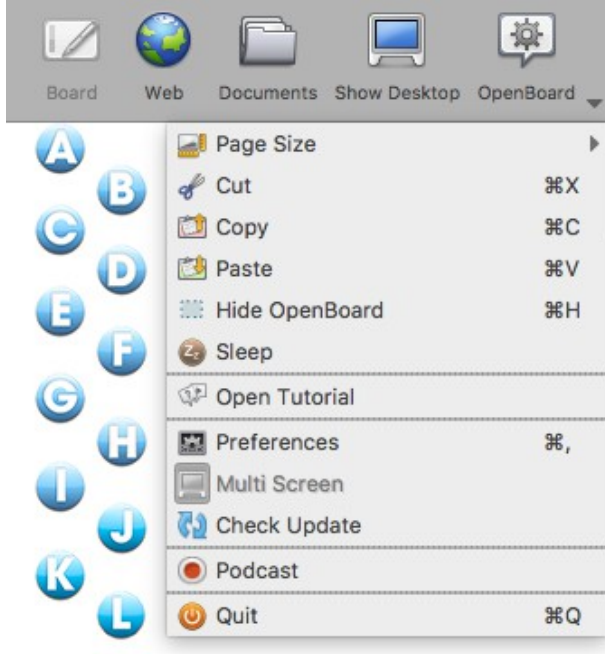 Board Web Documents Show Desktop OpenBoard
A Page Size
B Cut ⌘X
C Copy ⌘C
D Paste ⌘V
E Hide OpenBoard ⌘H
F Zz Sleep
G Open Tutorial
H Preferences ⌘,
I Multi Screen
J Check Update
K Podcast
L Quit ⌘Q